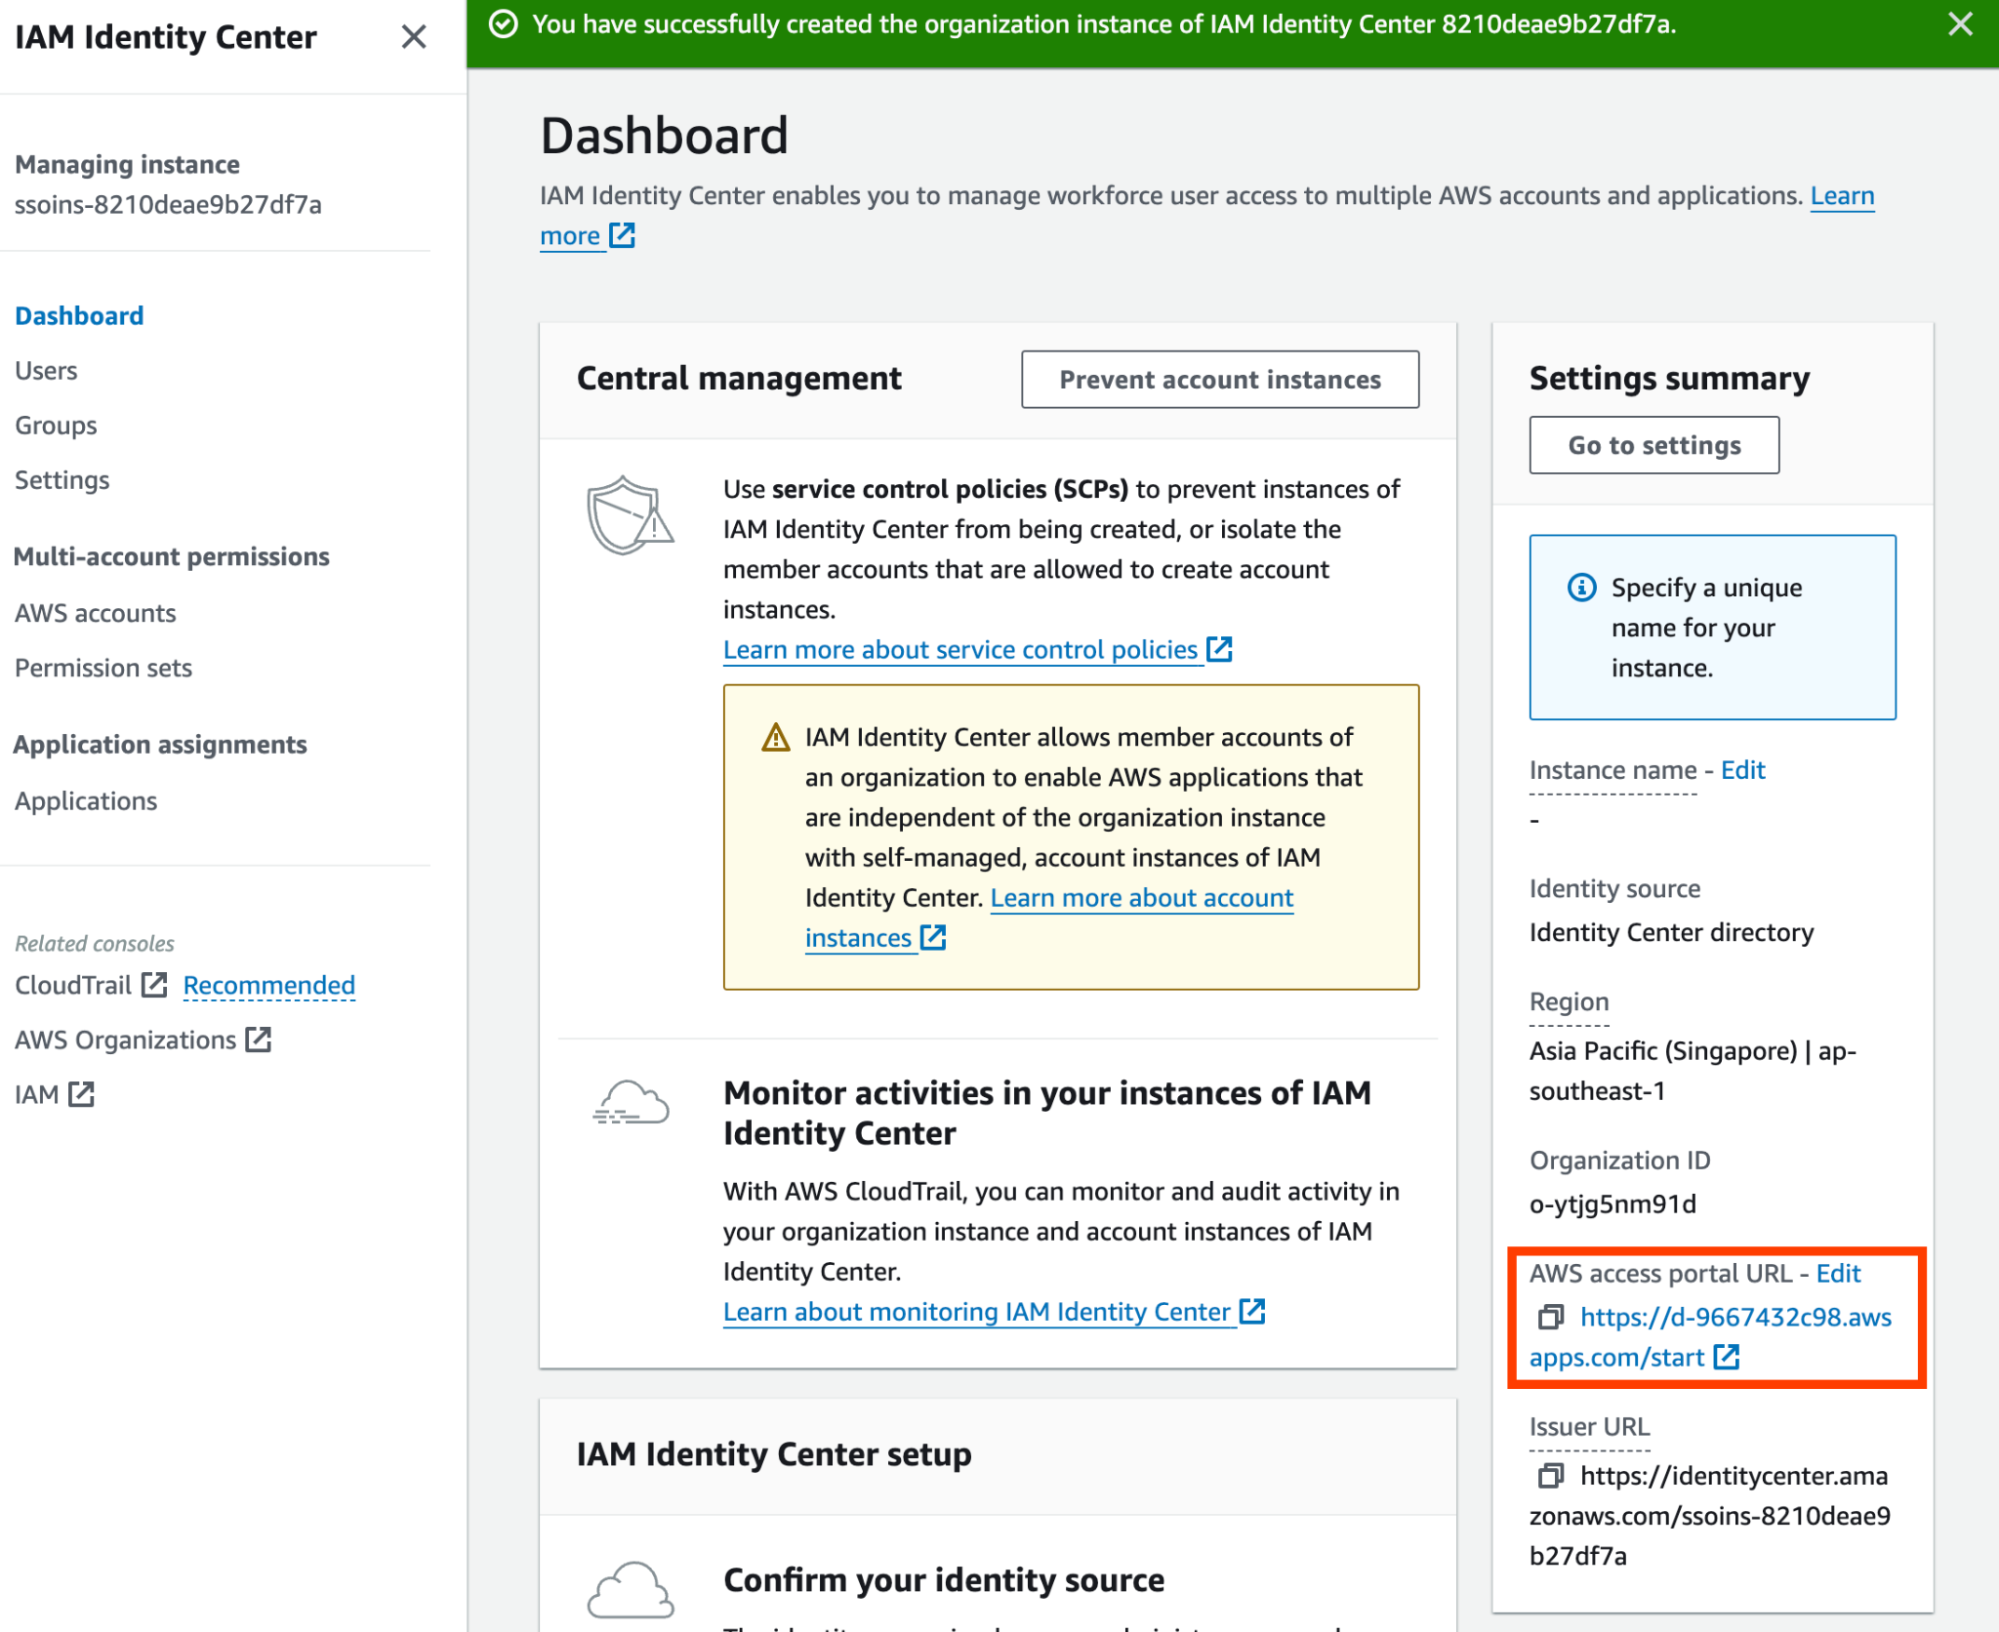 IAM Identity Center
You have successfully created the organization instance of IAM Identity Center 8210deae9b27df7a.
Managing instance
ssoins-8210deae9b27df7a
Dashboard
Users
Groups
Settings
Multi-account permissions
AWS accounts
Permission sets
Application assignments
Applications
Related consoles
CloudTrail Recommended
AWS Organizations
IAM
Dashboard
IAM Identity Center enables you to manage workforce user access to multiple AWS accounts and applications. Learn
more
Central management
Prevent account instances
Use service control policies (SCPs) to prevent instances of
IAM Identity Center from being created, or isolate the
member accounts that are allowed to create account
instances.
Learn more about service control policies
IAM Identity Center allows member accounts of
an organization to enable AWS applications that
are independent of the organization instance
with self-managed, account instances of IAM
Identity Center. Learn more about account
instances
Monitor activities in your instances of IAM
Identity Center
With AWS CloudTrail, you can monitor and audit activity in
your organization instance and account instances of IAM
Identity Center.
Learn about monitoring IAM Identity Center
IAM Identity Center setup
Confirm your identity source
Settings summary
Go to settings
Specify a unique
name for your
instance.
Instance name - Edit
-
Identity source
Identity Center directory
Region
Asia Pacific (Singapore) | ap-
southeast-1
Organization ID
o-ytjg5nm91d
AWS access portal URL - Edit
https://d-9667432c98.aws
apps.com/start
Issuer URL
https://identitycenter.ama
zonaws.com/ssoins-8210deae9
b27df7a